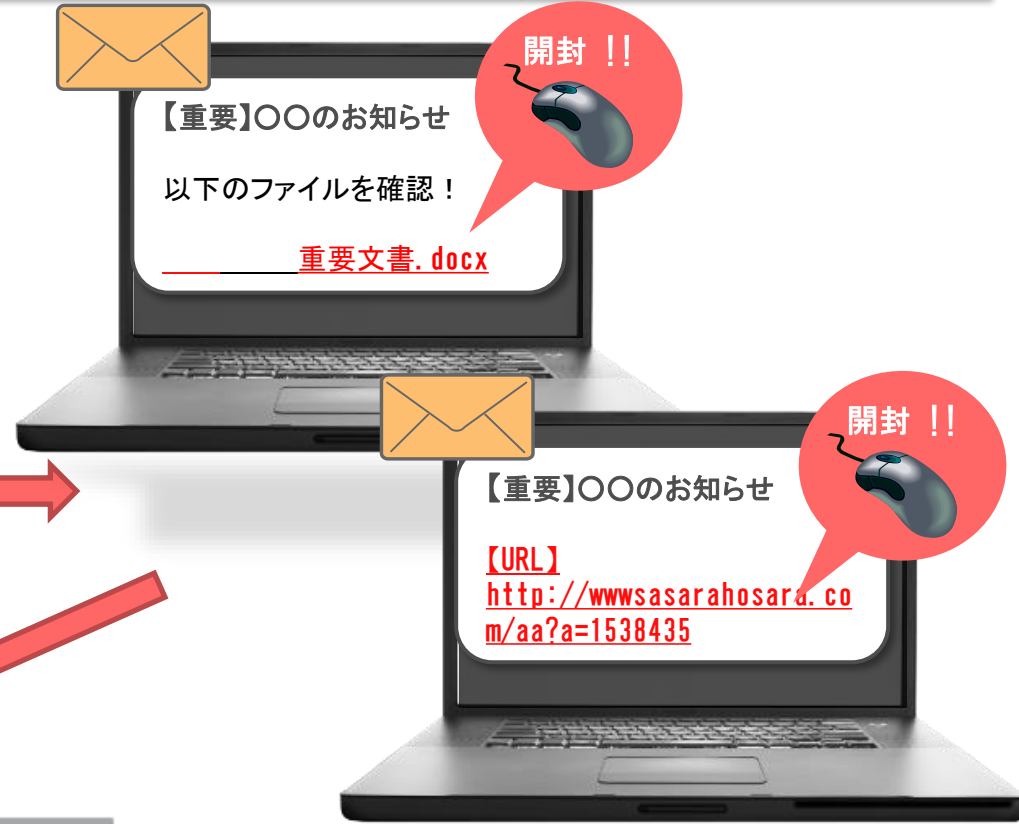 開封 !!
【重要】〇〇のお知らせ
以下のファイルを確認！
重要文書.docx
開封 !!
【重要】〇〇のお知らせ
【URL】
http://wwwsasarahosara.co
m/aa?a=1538435